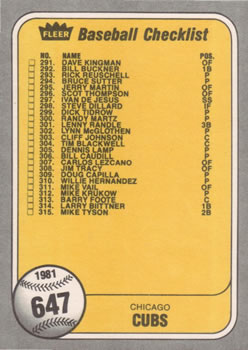 FLEER Baseball Checklist
NO. NAME POS.
291. DAVE KINGMAN OF
292. BILL BUCKNER 1B
293. RICK REUSCHEL P
294. BRUCE SUTTER P
295. JERRY MARTIN OF
296. SCOT THOMPSON OF
297. IVAN DE JESUS SS
298. STEVE DILLARD IF
299. DICK TIDROW P
300. RANDY MARTZ P
301. LENNY RANDLE 3B
302. LYNN McGLOTHEN P
303. CLIFF JOHNSON C
304. TIM BLACKWELL C
305. DENNIS LAMP P
306. BILL CAUDILL P
307. CARLOS LEZCANO OF
308. JIM TRACY OF
309. DOUG CAPILLA P
310. WILLIE HERNANDEZ P
311. MIKE VAIL OF
312. MIKE KRUKOW P
313. BARRY FOOTE C
314. LARRY BIITTNER 1B
315. MIKE TYSON 2B
1981
647
CHICAGO
CUBS